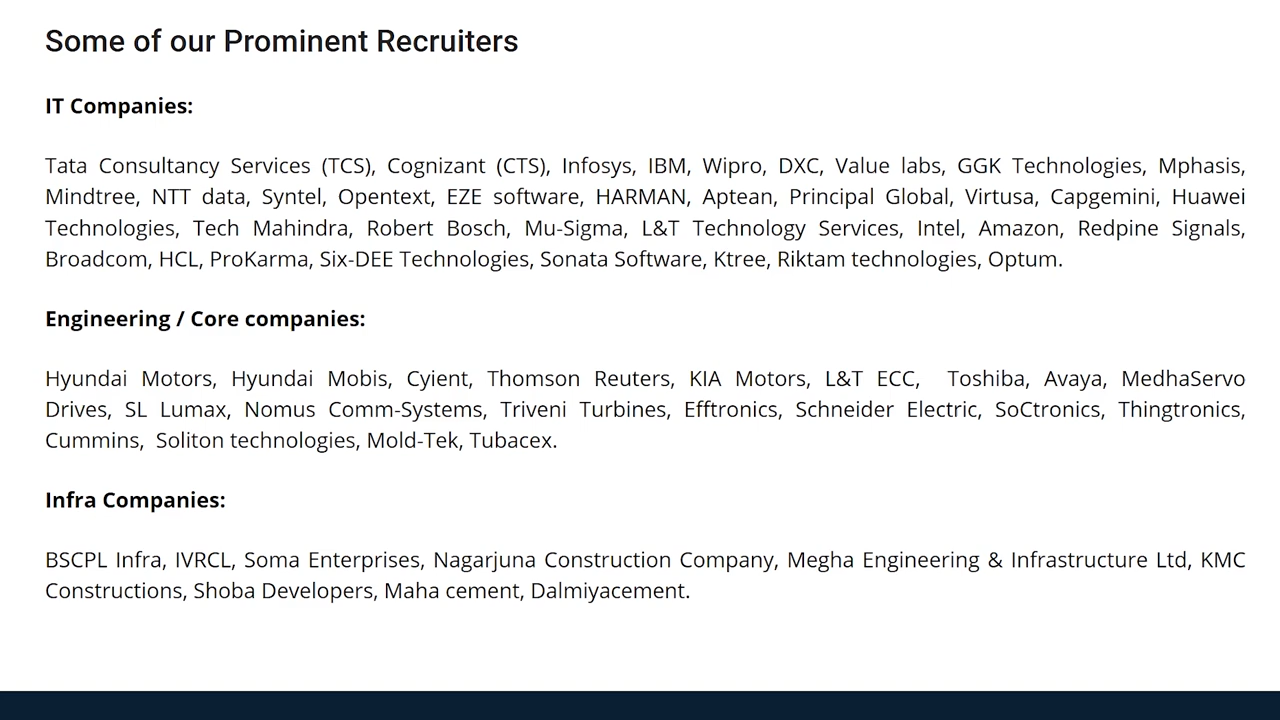 Some of our Prominent Recruiters
IT Companies:
Tata Consultancy Services (TCS), Cognizant (CTS), Infosys, IBM, Wipro, DXC, Value labs, GGK Technologies, Mphasis,
Mindtree, NTT data, Syntel, Opentext, EZE software, HARMAN, Aptean, Principal Global, Virtusa, Capgemini, Huawei
Technologies, Tech Mahindra, Robert Bosch, Mu-Sigma, L&T Technology Services, Intel, Amazon, Redpine Signals,
Broadcom, HCL, ProKarma, Six-DEE Technologies, Sonata Software, Ktree, Riktam technologies, Optum.
Engineering / Core companies:
Hyundai Motors, Hyundai Mobis, Cyient, Thomson Reuters, KIA Motors, L&T ECC, Toshiba, Avaya, MedhaServo
Drives, SL Lumax, Nomus Comm-Systems, Triveni Turbines, Efftronics, Schneider Electric, SoCtronics, Thingtronics,
Cummins, Soliton technologies, Mold-Tek, Tubacex.
Infra Companies:
BSCPL Infra, IVRCL, Soma Enterprises, Nagarjuna Construction Company, Megha Engineering & Infrastructure Ltd, KMC
Constructions, Shoba Developers, Maha cement, Dalmiyacement.